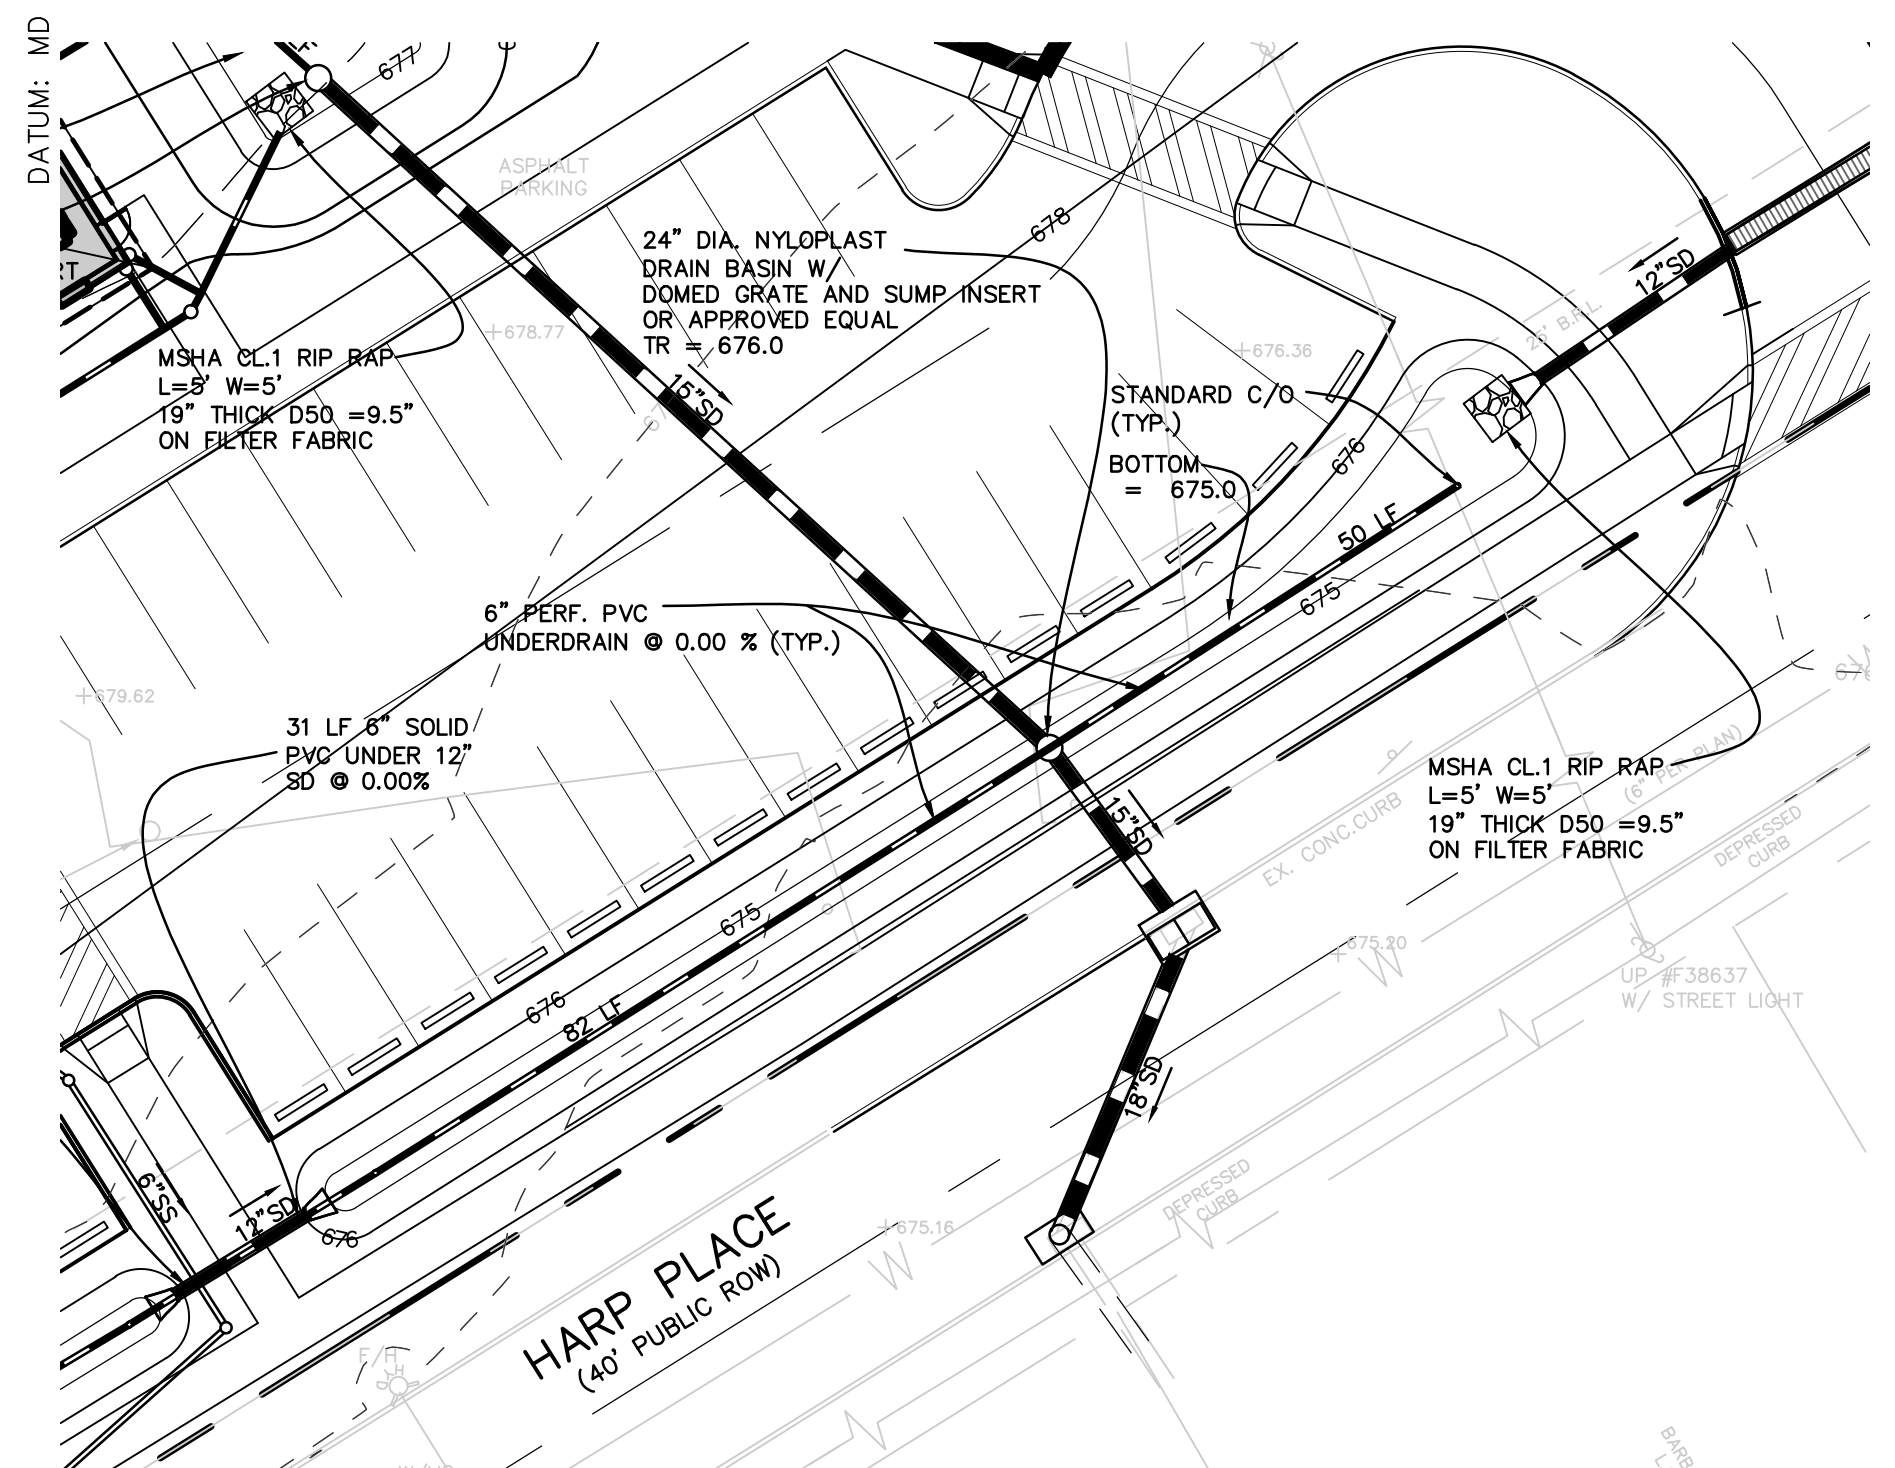 DATUM: MD
677
ASPHALT
PARKING
678
24" DIA. NYLOPLAST
DRAIN BASIN W/
DOMED GRATE AND SUMP INSERT
OR APPROVED EQUAL
TR = 676.0
12"SD
25' B.R.L.
RT
+678.77
+676.36
MSHA CL.1 RIP RAP
L=5' W=5'
19" THICK D50 =9.5"
ON FILTER FABRIC
15"SD
STANDARD C/O
(TYP.)
BOTTOM
= 675.0
676
50 LF
675
6" PERF. PVC
UNDERDRAIN @ 0.00 % (TYP.)
+679.62
31 LF 6" SOLID
PVC UNDER 12"
SD @ 0.00%
MSHA CL.1 RIP RAP
L=5' W=5'
19" THICK D50 =9.5"
ON FILTER FABRIC
(6" PER PLAN)
15"SD
EX. CONC.CURB
DEPRESSED
CURB
675
+675.20
W
UP #F38637
W/ STREET LIGHT
676
82 LF
18"SD
6"SS
12"SD
676
DEPRESSED
CURB
+675.16
W
HARP PLACE
(40' PUBLIC ROW)
F/H